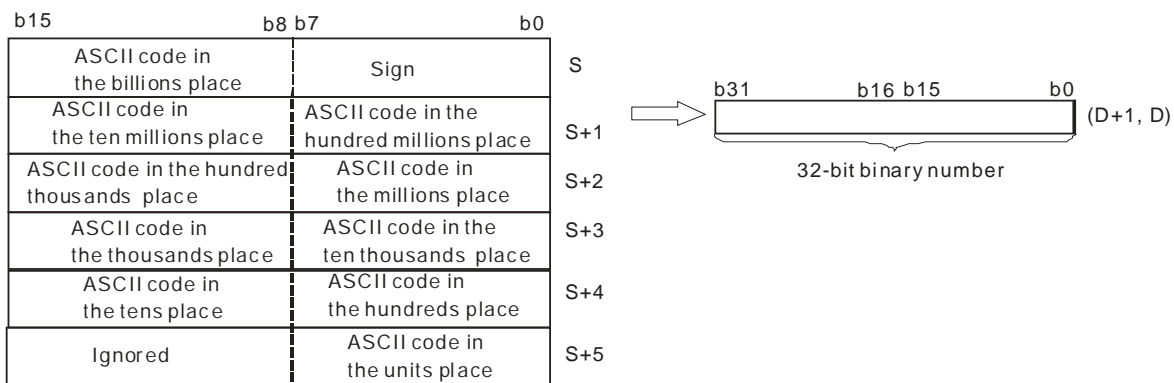 b15 b8 b7 b0
ASCII code in
the billions place
Sign
S
ASCII code in
the ten millions place
ASCII code in the
hundred millions place
S+1
ASCII code in the hundred
thousands place
ASCII code in
the millions place
S+2
ASCII code in
the thousands place
ASCII code in the
ten thousands place
S+3
ASCII code in
the tens place
ASCII code in
the hundreds place
S+4
Ignored
ASCII code in
the units place
S+5
b31 b16 b15 b0
(D+1, D)
32-bit binary number